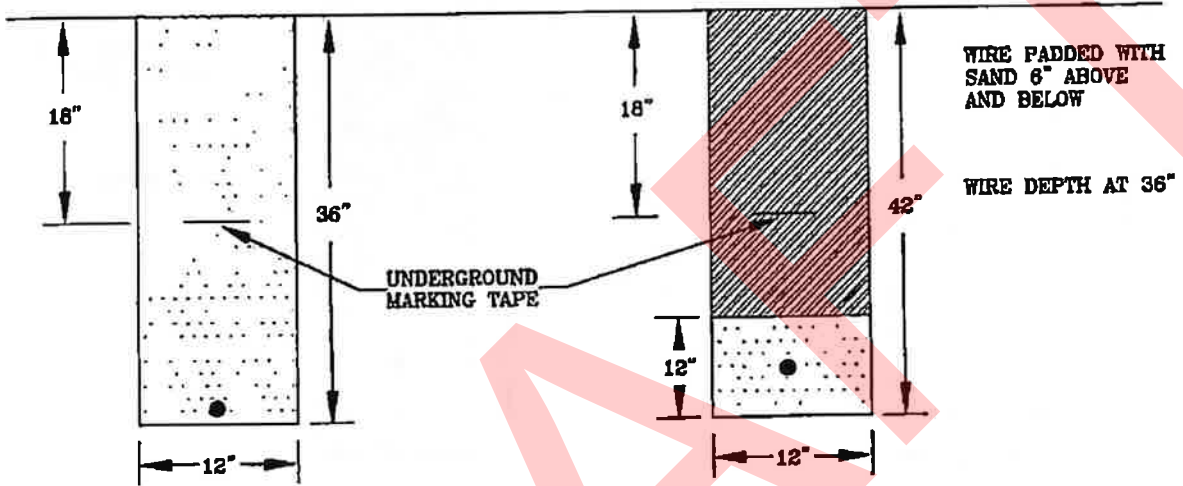 18"
36"
12"
UNDERGROUND
MARKING TAPE
18"
42"
12"
12"
WIRE PADDED WITH
SAND 6" ABOVE
AND BELOW
WIRE DEPTH AT 36"